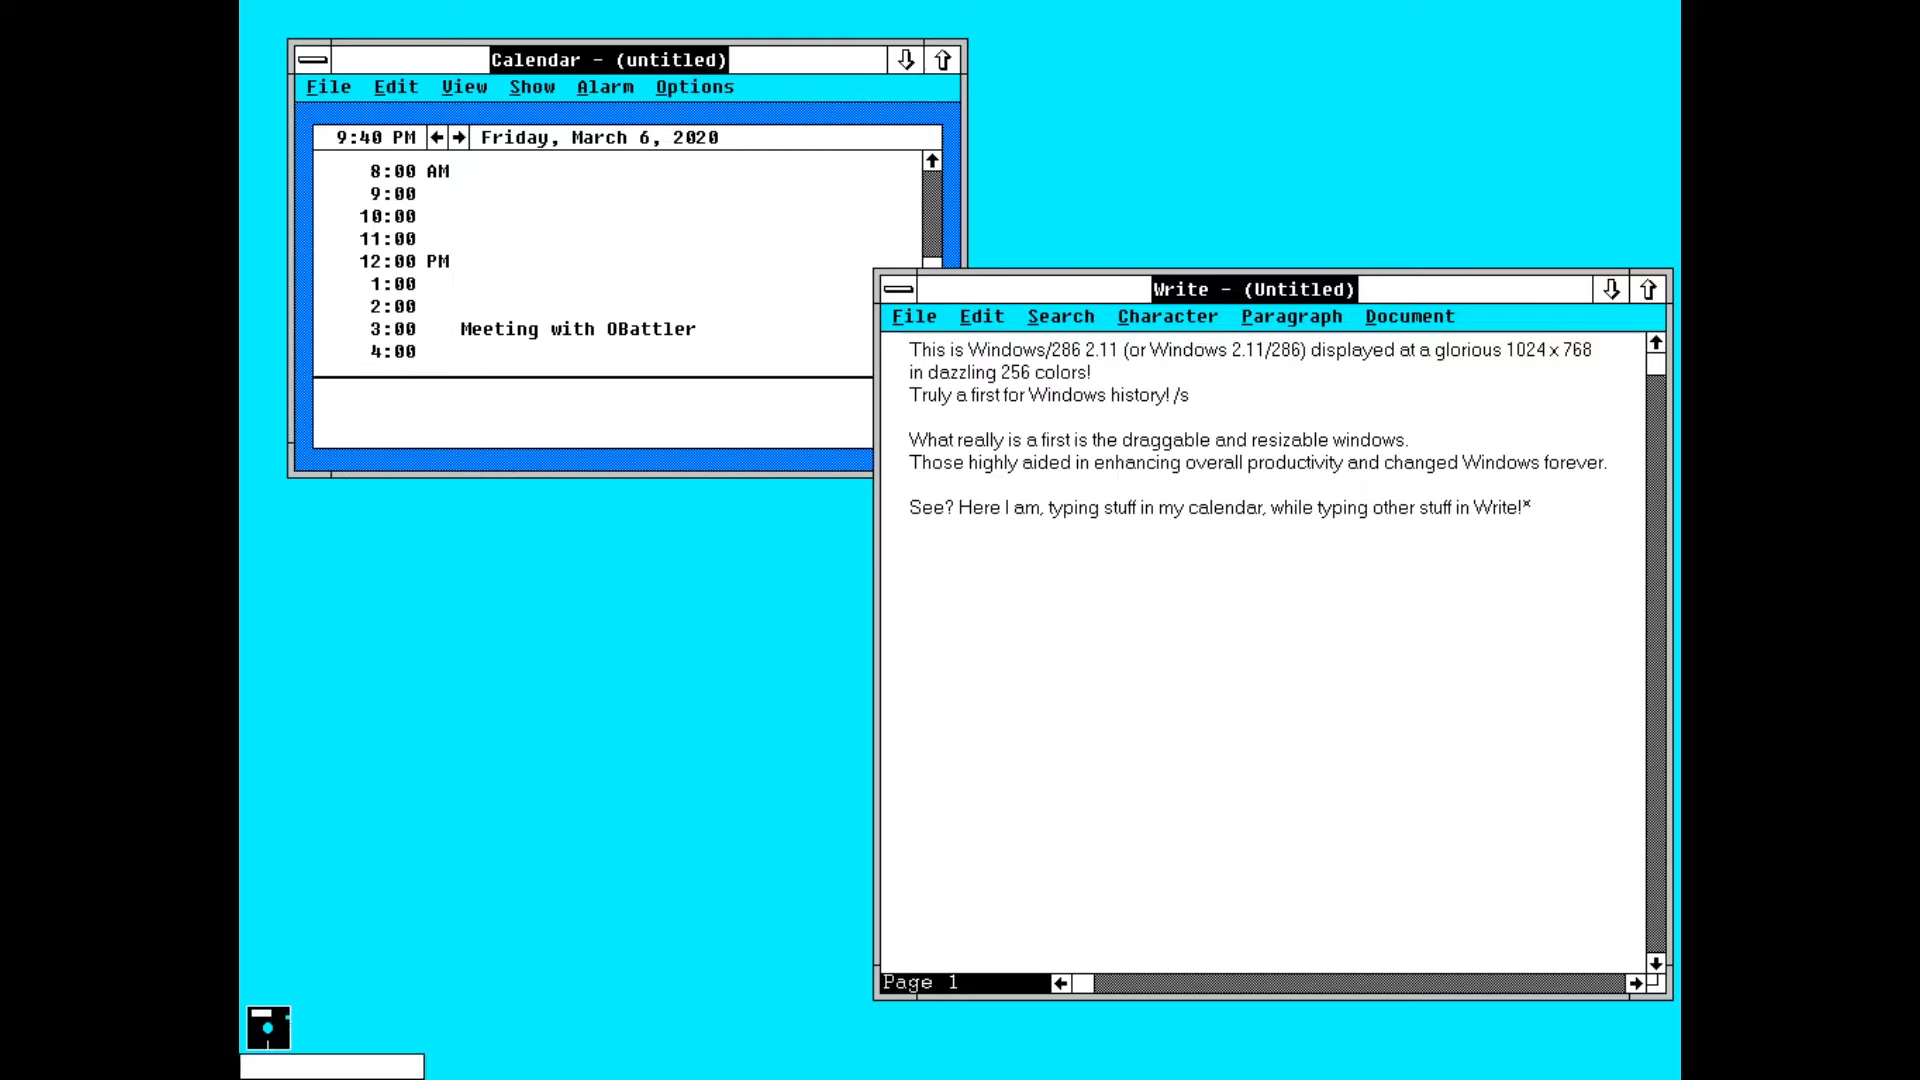 Calendar - (untitled)
File Edit View Show Alarm Options
9:40 PM Friday, March 6, 2020
8:00 AM
9:00
10:00
11:00
12:00 PM
1:00
2:00
3:00 Meeting with OBattler
4:00
Write - (Untitled)
File Edit Search Character Paragraph Document
This is Windows/286 2.11 (or Windows 2.11/286) displayed at a glorious 1024 x 768
in dazzling 256 colors!
Truly a first for Windows history! /s
What really is a first is the draggable and resizable windows.
Those highly aided in enhancing overall productivity and changed Windows forever.
See? Here I am, typing stuff in my calendar, while typing other stuff in Write!
Page 1